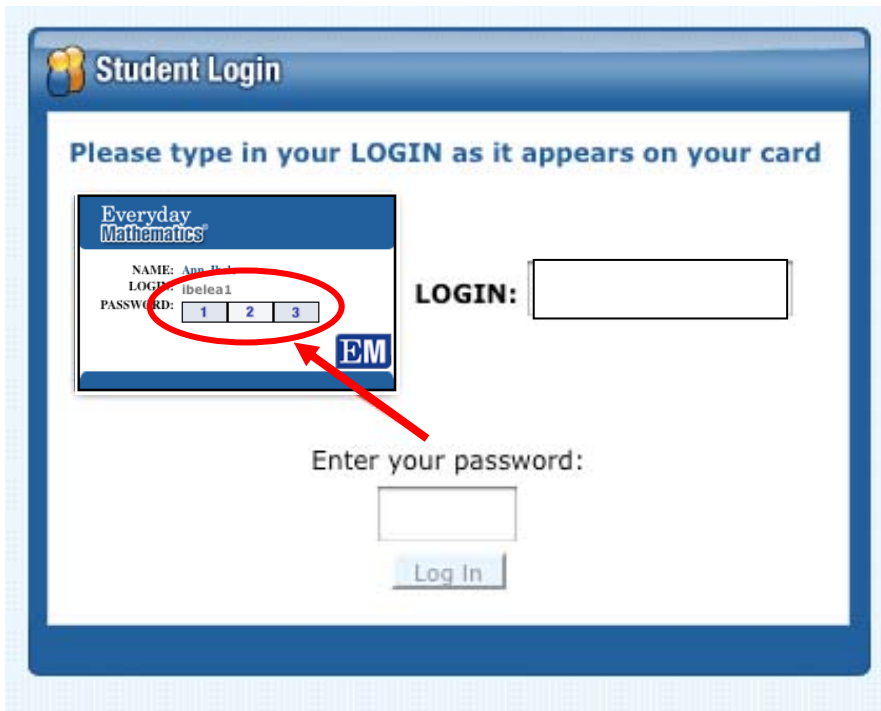 Student Login
Please type in your LOGIN as it appears on your card
Everyday
Mathematics®
NAME: Ann
LOGIN: ibelea1
PASSWORD: 1 2 3
EM
LOGIN:
Enter your password:
Log In